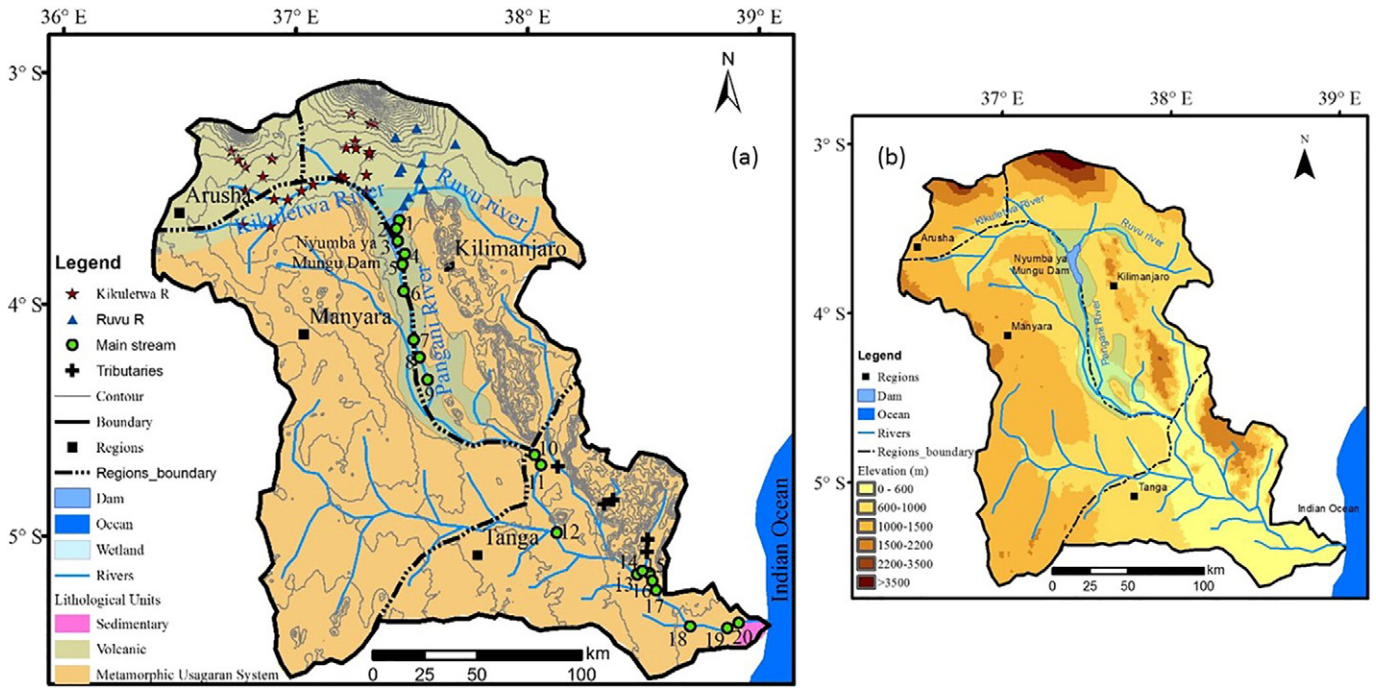 36° E
37° E
38° E
39° E
3° S
4° S
5° S
N
(a)
Arusha
Kikuletwa River
Ruvu river
Nyumba ya
Mungu Dam
Kilimanjaro
Pangani River
Manyara
Tanga
Indian Ocean
1
2
3
4
5
6
7
8
9
10
11
12
13
14
15
16
17
18
19
20
Legend
Kikuletwa R
Ruvu R
Main stream
Tributaries
Contour
Boundary
Regions
Regions_boundary
Dam
Ocean
Wetland
Rivers
Lithological Units
Sedimentary
Volcanic
Metamorphic Usagaran System
km
0 25 50 100
37° E
38° E
39° E
3° S
4° S
5° S
(b)
N
Kikuletwa River
Ruvu river
Arusha
Nyumba ya
Mungu Dam
Kilimanjaro
Pangani River
Manyara
Tanga
Indian Ocean
Legend
Regions
Dam
Ocean
Rivers
Regions_boundary
Elevation (m)
0 - 600
600-1000
1000-1500
1500-2200
2200-3500
>3500
km
0 50 100